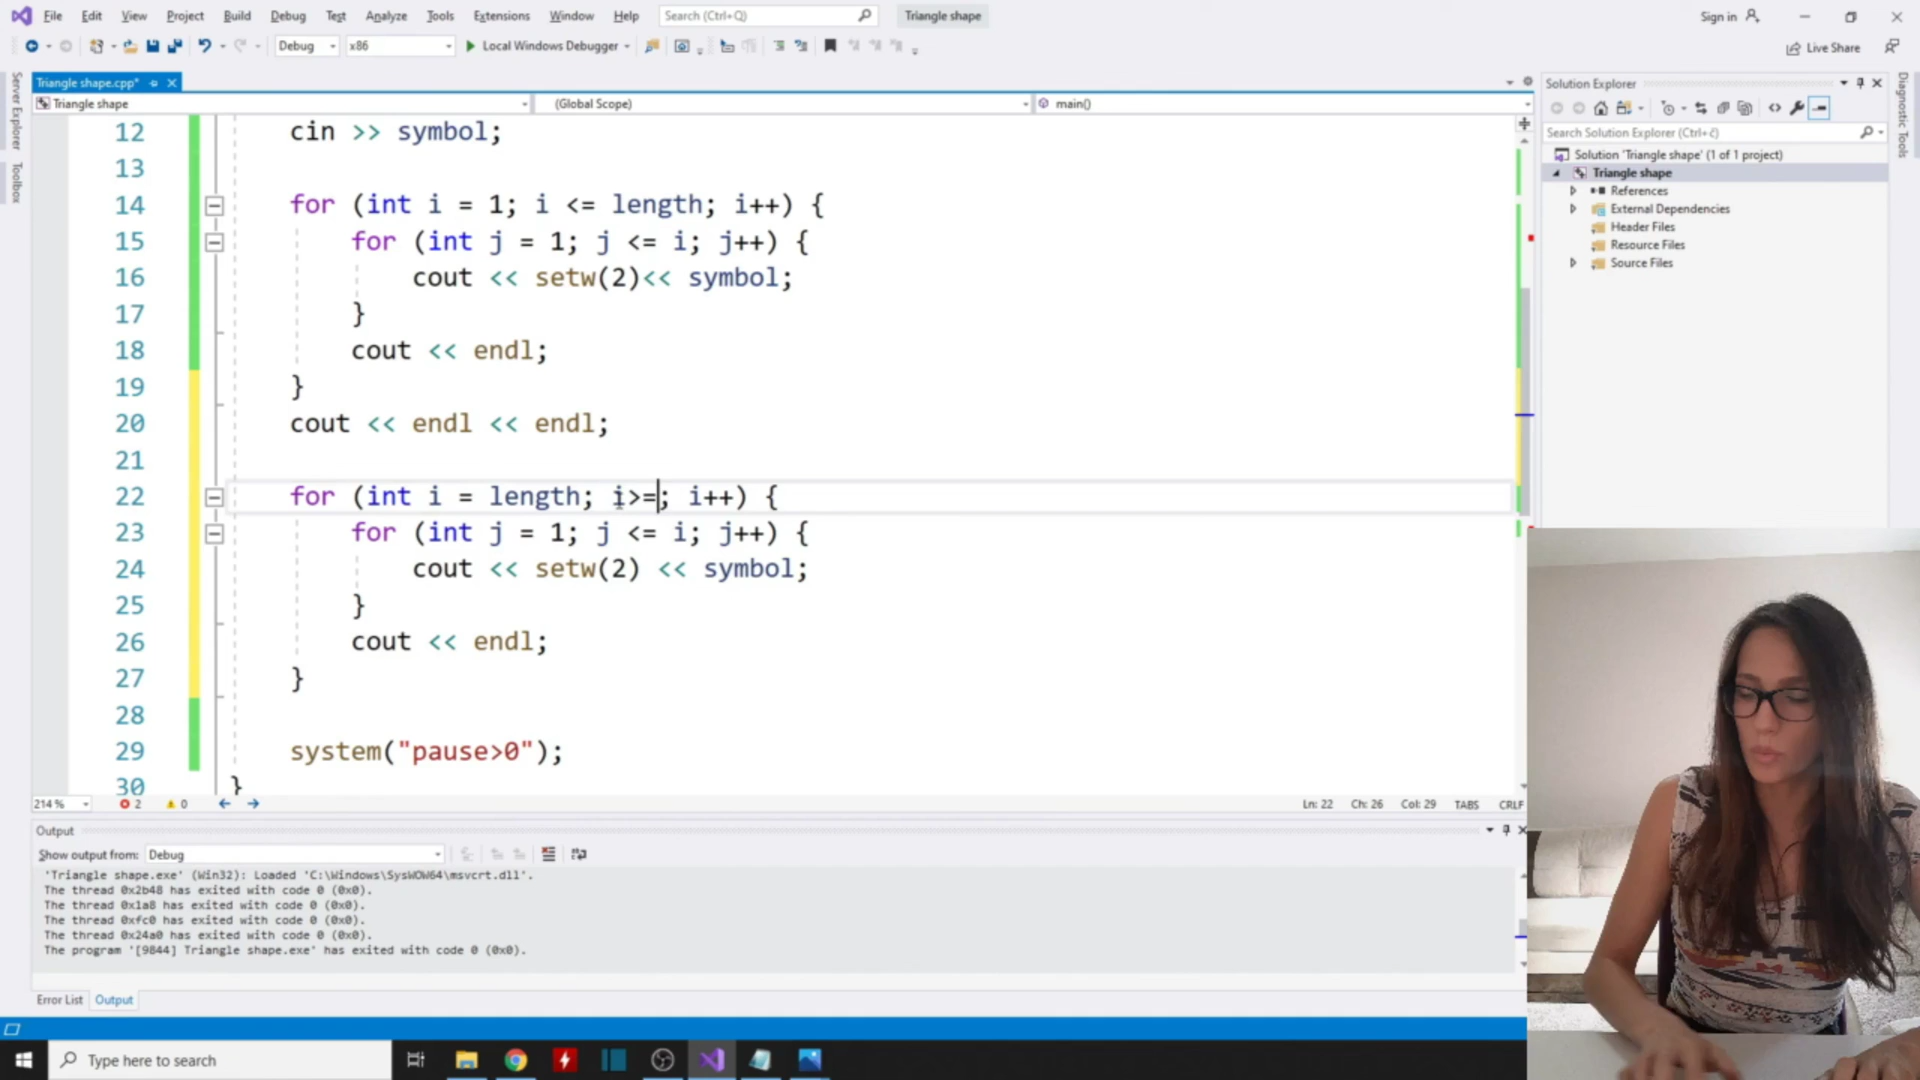 File Edit View Project Build Debug Test Analyze Tools Extensions Window Help Search (Ctrl+Q) Triangle shape Sign in
Debug x86 Local Windows Debugger Live Share
Server Explorer
Toolbox
Diagnostic Tools
Triangle shape.cpp*
Triangle shape (Global Scope) main()
12 cin >> symbol;
13
14 for (int i = 1; i <= length; i++) {
15 for (int j = 1; j <= i; j++) {
16 cout << setw(2)<< symbol;
17 }
18 cout << endl;
19 }
20 cout << endl << endl;
21
22 for (int i = length; i>=; i++) {
23 for (int j = 1; j <= i; j++) {
24 cout << setw(2) << symbol;
25 }
26 cout << endl;
27 }
28
29 system("pause>0");
30 }
214 % 2 0 Ln: 22 Ch: 26 Col: 29 TABS CRLF
Solution Explorer
Search Solution Explorer (Ctrl+č)
Solution 'Triangle shape' (1 of 1 project)
Triangle shape
References
External Dependencies
Header Files
Resource Files
Source Files
Output
Show output from: Debug
'Triangle shape.exe' (Win32): Loaded 'C:\Windows\SysWOW64\msvcrt.dll'.
The thread 0x2b48 has exited with code 0 (0x0).
The thread 0x1a8 has exited with code 0 (0x0).
The thread 0xfc0 has exited with code 0 (0x0).
The thread 0x24a0 has exited with code 0 (0x0).
The program '[9844] Triangle shape.exe' has exited with code 0 (0x0).
Error List Output
Type here to search